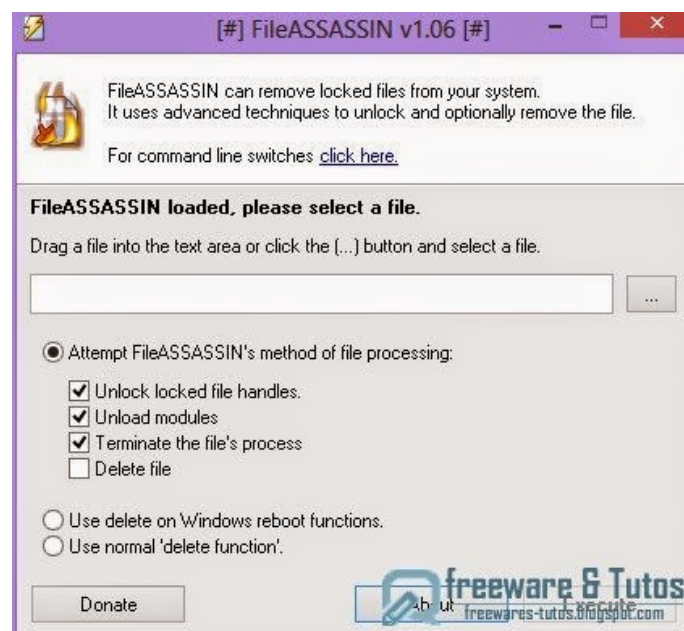 [#] FileASSASSIN v1.06 [#]
FileASSASSIN can remove locked files from your system.
It uses advanced techniques to unlock and optionally remove the file.
For command line switches click here.
FileASSASSIN loaded, please select a file.
Drag a file into the text area or click the (...) button and select a file.
...
Attempt FileASSASSIN's method of file processing:
Unlock locked file handles.
Unload modules
Terminate the file's process
Delete file
Use delete on Windows reboot functions.
Use normal 'delete function'.
Donate
About
Execute
freeware & Tutos
freewares-tutos.blogspot.com